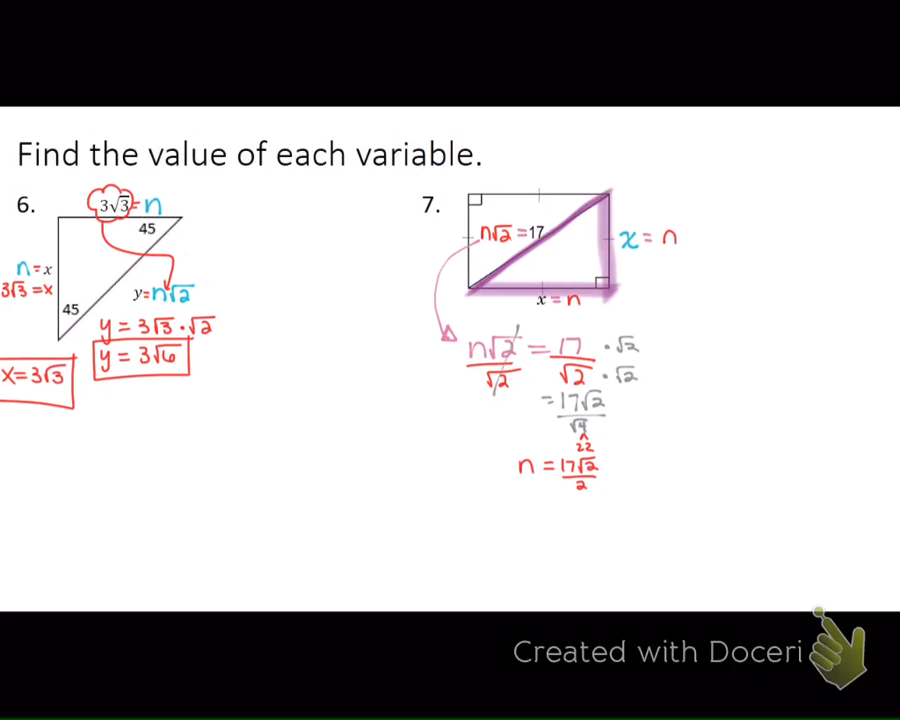 Find the value of each variable.
6.
3√3 = n
45
n = x
3√3 = x
45
y = n√2
y = 3√3 · √2
y = 3√6
x = 3√3
7.
n√2 = 17
x = n
x = n
n√2 = 17 · √2
√2 √2 · √2
= 17√2
√4
22
n = 17√2
2
Created with Doceri